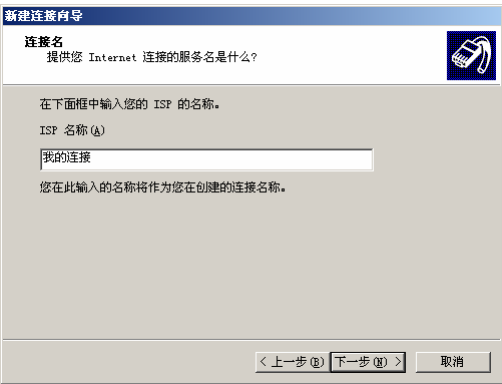 新建连接向导
连接名
提供您 Internet 连接的服务名是什么?
在下面框中输入您的 ISP 的名称。
ISP 名称(A)
我的连接
您在此输入的名称将作为您在创建的连接名称。
< 上一步(B) 下一步(N) > 取消